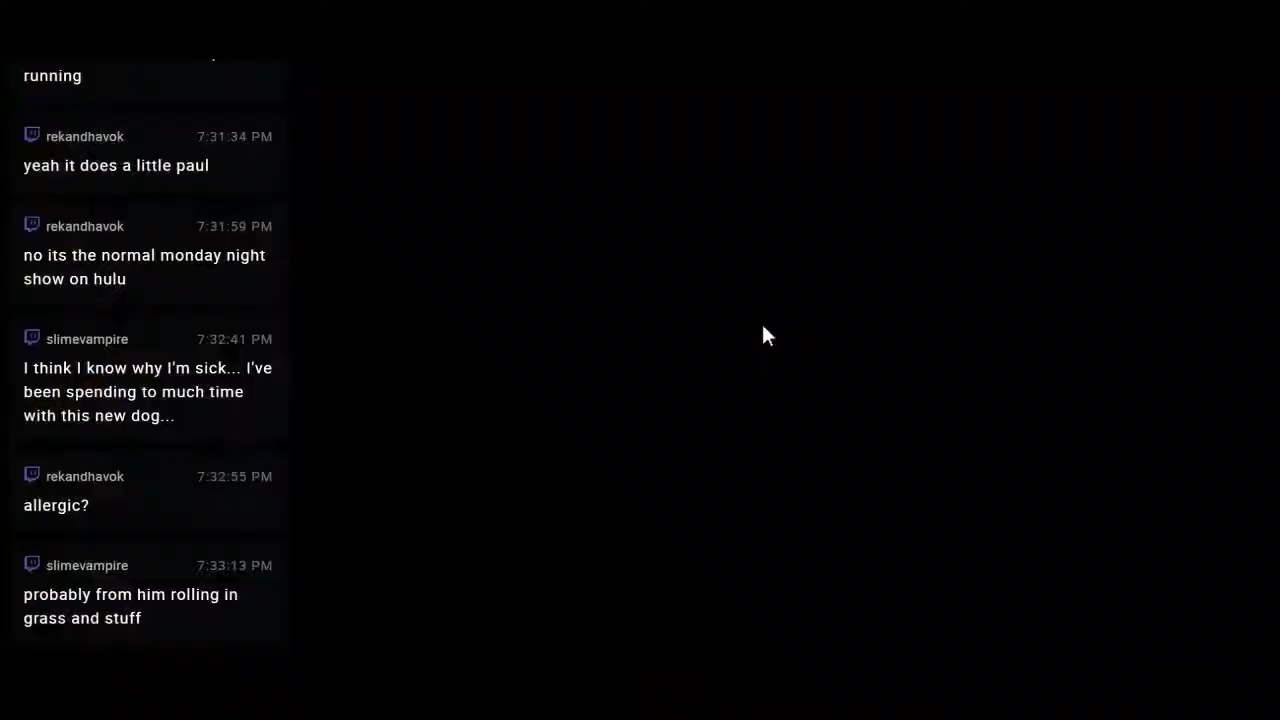 running
rekandhavok 7:31:34 PM
yeah it does a little paul
rekandhavok 7:31:59 PM
no its the normal monday night
show on hulu
slimevampire 7:32:41 PM
I think I know why I'm sick... I've
been spending to much time
with this new dog...
rekandhavok 7:32:55 PM
allergic?
slimevampire 7:33:13 PM
probably from him rolling in
grass and stuff